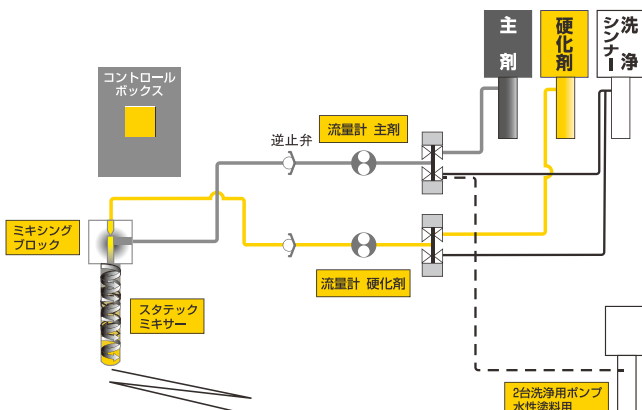 主剤
硬化剤
洗浄
シンナー
コントロール
ボックス
流量計 主剤
逆止弁
ミキシング
ブロック
流量計 硬化剤
スタテック
ミキサー
2台洗浄用ポンプ
水性塗料用